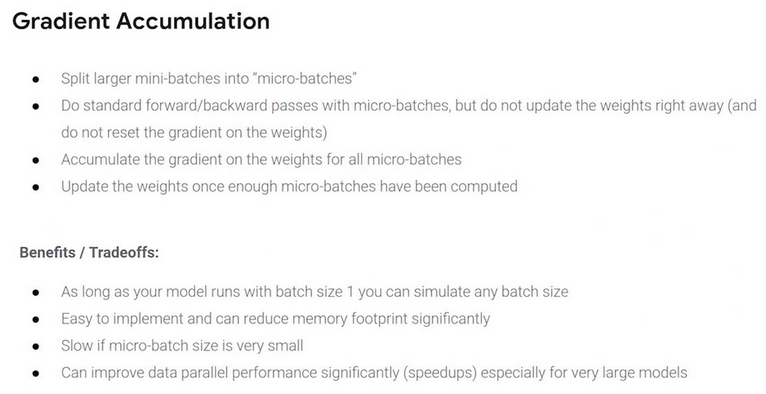 Gradient Accumulation
● Split larger mini-batches into “micro-batches”
● Do standard forward/backward passes with micro-batches, but do not update the weights right away (and
do not reset the gradient on the weights)
● Accumulate the gradient on the weights for all micro-batches
● Update the weights once enough micro-batches have been computed
Benefits / Tradeoffs:
● As long as your model runs with batch size 1 you can simulate any batch size
● Easy to implement and can reduce memory footprint significantly
● Slow if micro-batch size is very small
● Can improve data parallel performance significantly (speedups) especially for very large models